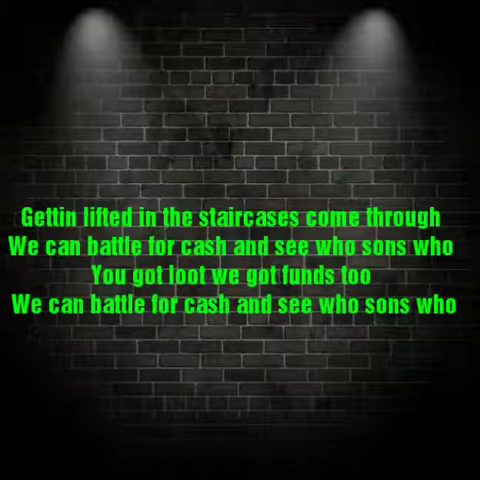 Gettin lifted in the staircases come through
We can battle for cash and see who sons who
You got loot we got funds too
We can battle for cash and see who sons who